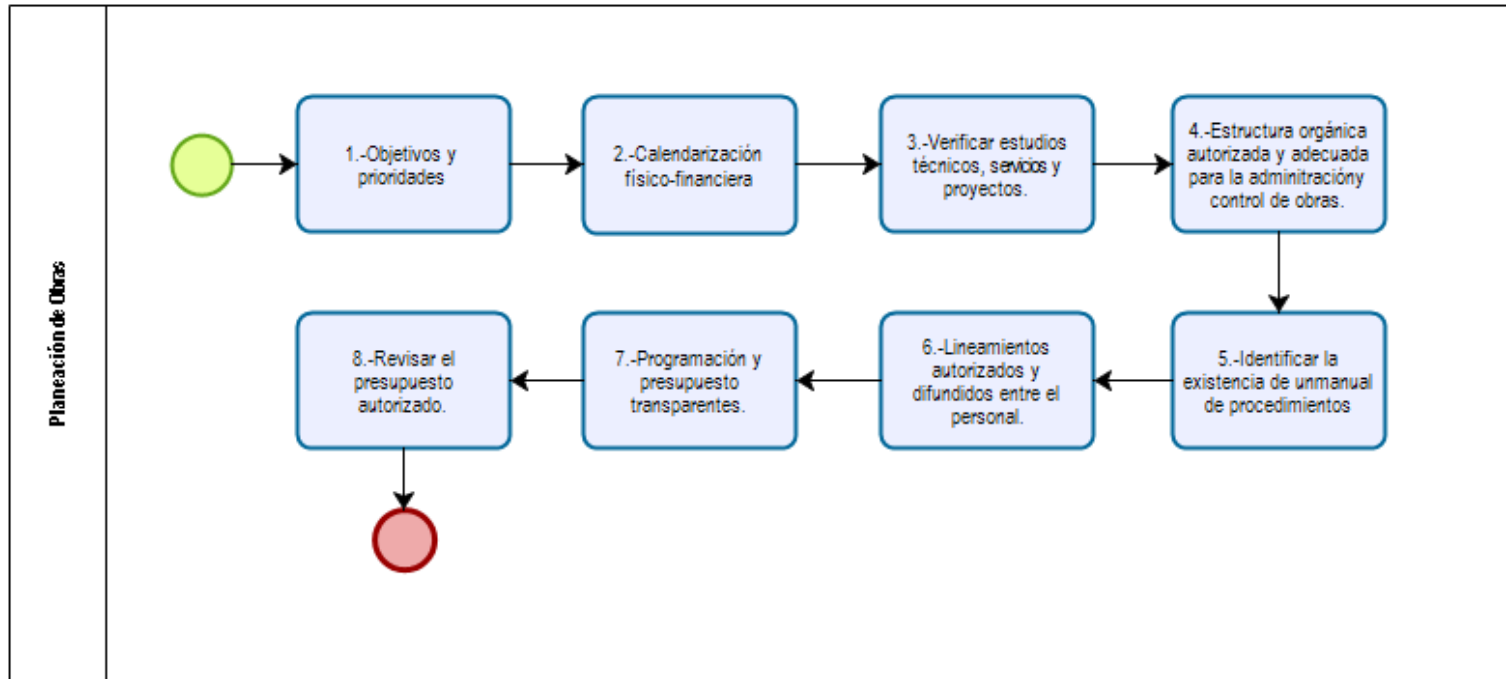 Planeación de Obras
1.-Objetivos y
prioridades
2.-Calendarización
físico-financiera
3.-Verificar estudios
técnicos, servicios y
proyectos.
4.-Estructura orgánica
autorizada y adecuada
para la adminitracióny
control de obras.
5.-Identificar la
existencia de unmanual
de procedimientos
6.-Lineamientos
autorizados y
difundidos entre el
personal.
7.-Programación y
presupuesto
transparentes.
8.-Revisar el
presupuesto
autorizado.